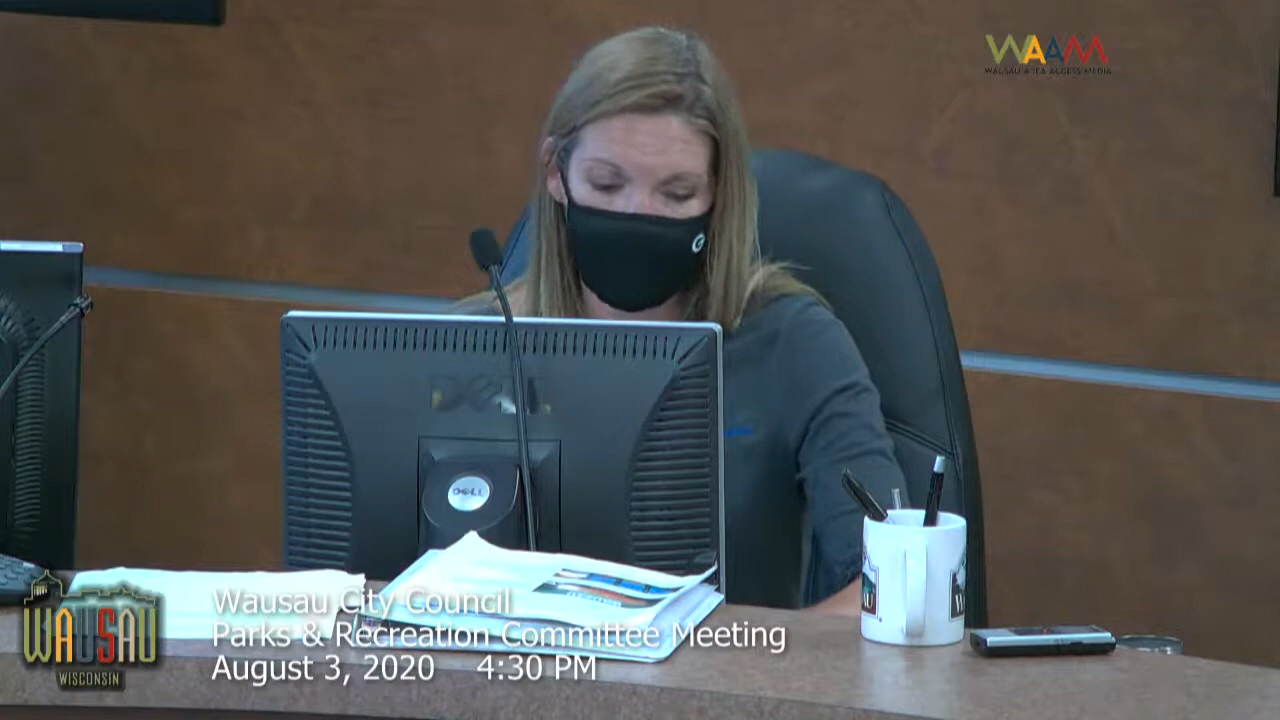 WAAM
WAUSAU AREA ACCESS MEDIA
G
DELL
DELL
WAUSAU
WISCONSIN
Wausau City Council
Parks & Recreation Committee Meeting
August 3, 2020 4:30 PM